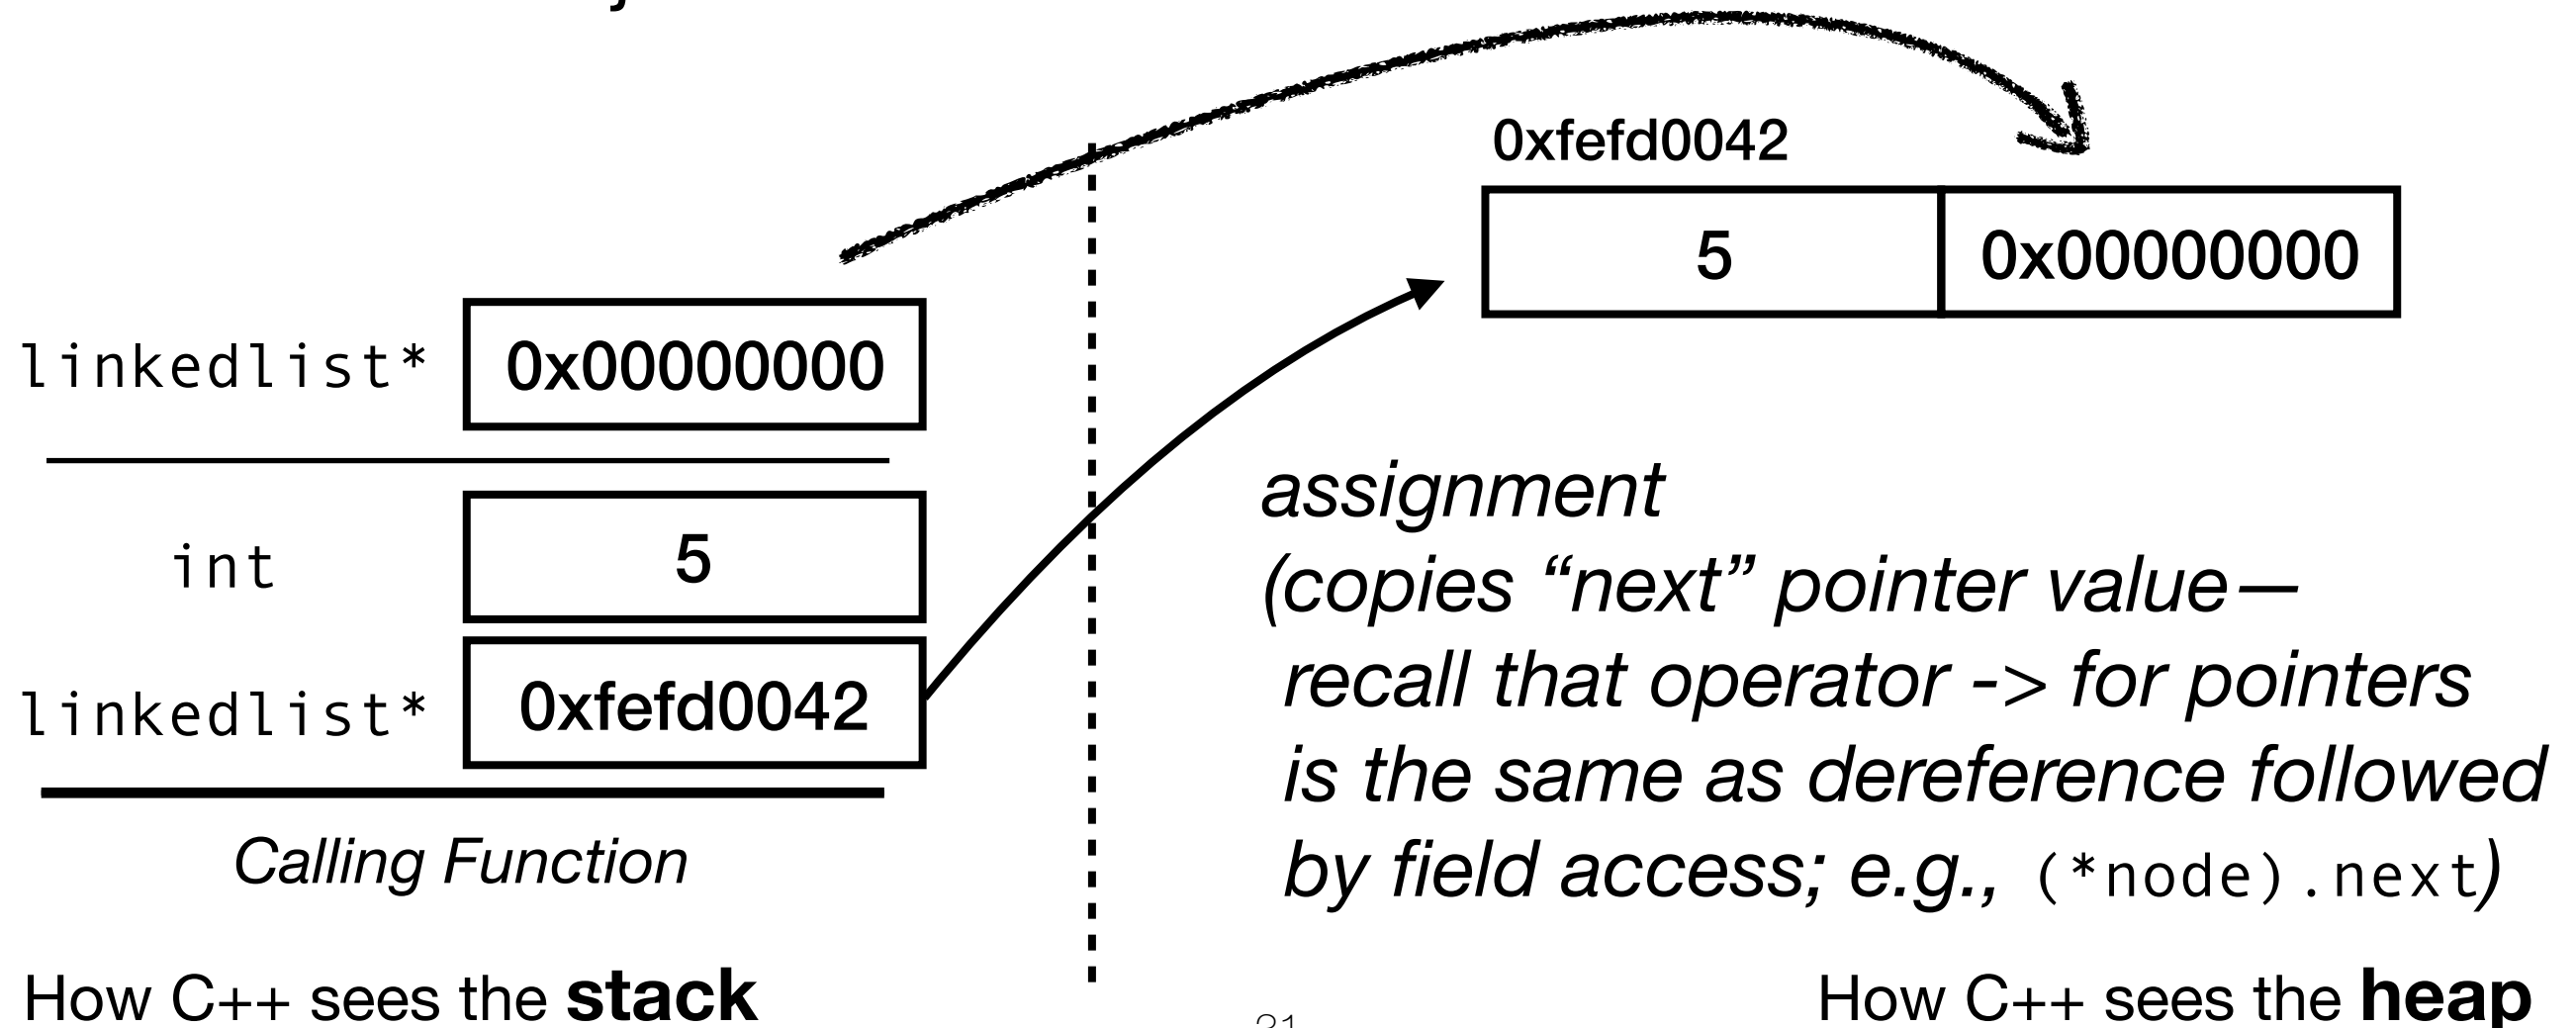 0xfefd0042
5
0x00000000
linkedlist*
0x00000000
int
5
linkedlist*
0xfefd0042
Calling Function
How C++ sees the stack
assignment
(copies “next” pointer value—
recall that operator -> for pointers
is the same as dereference followed
by field access; e.g., (*node).next)
How C++ sees the heap